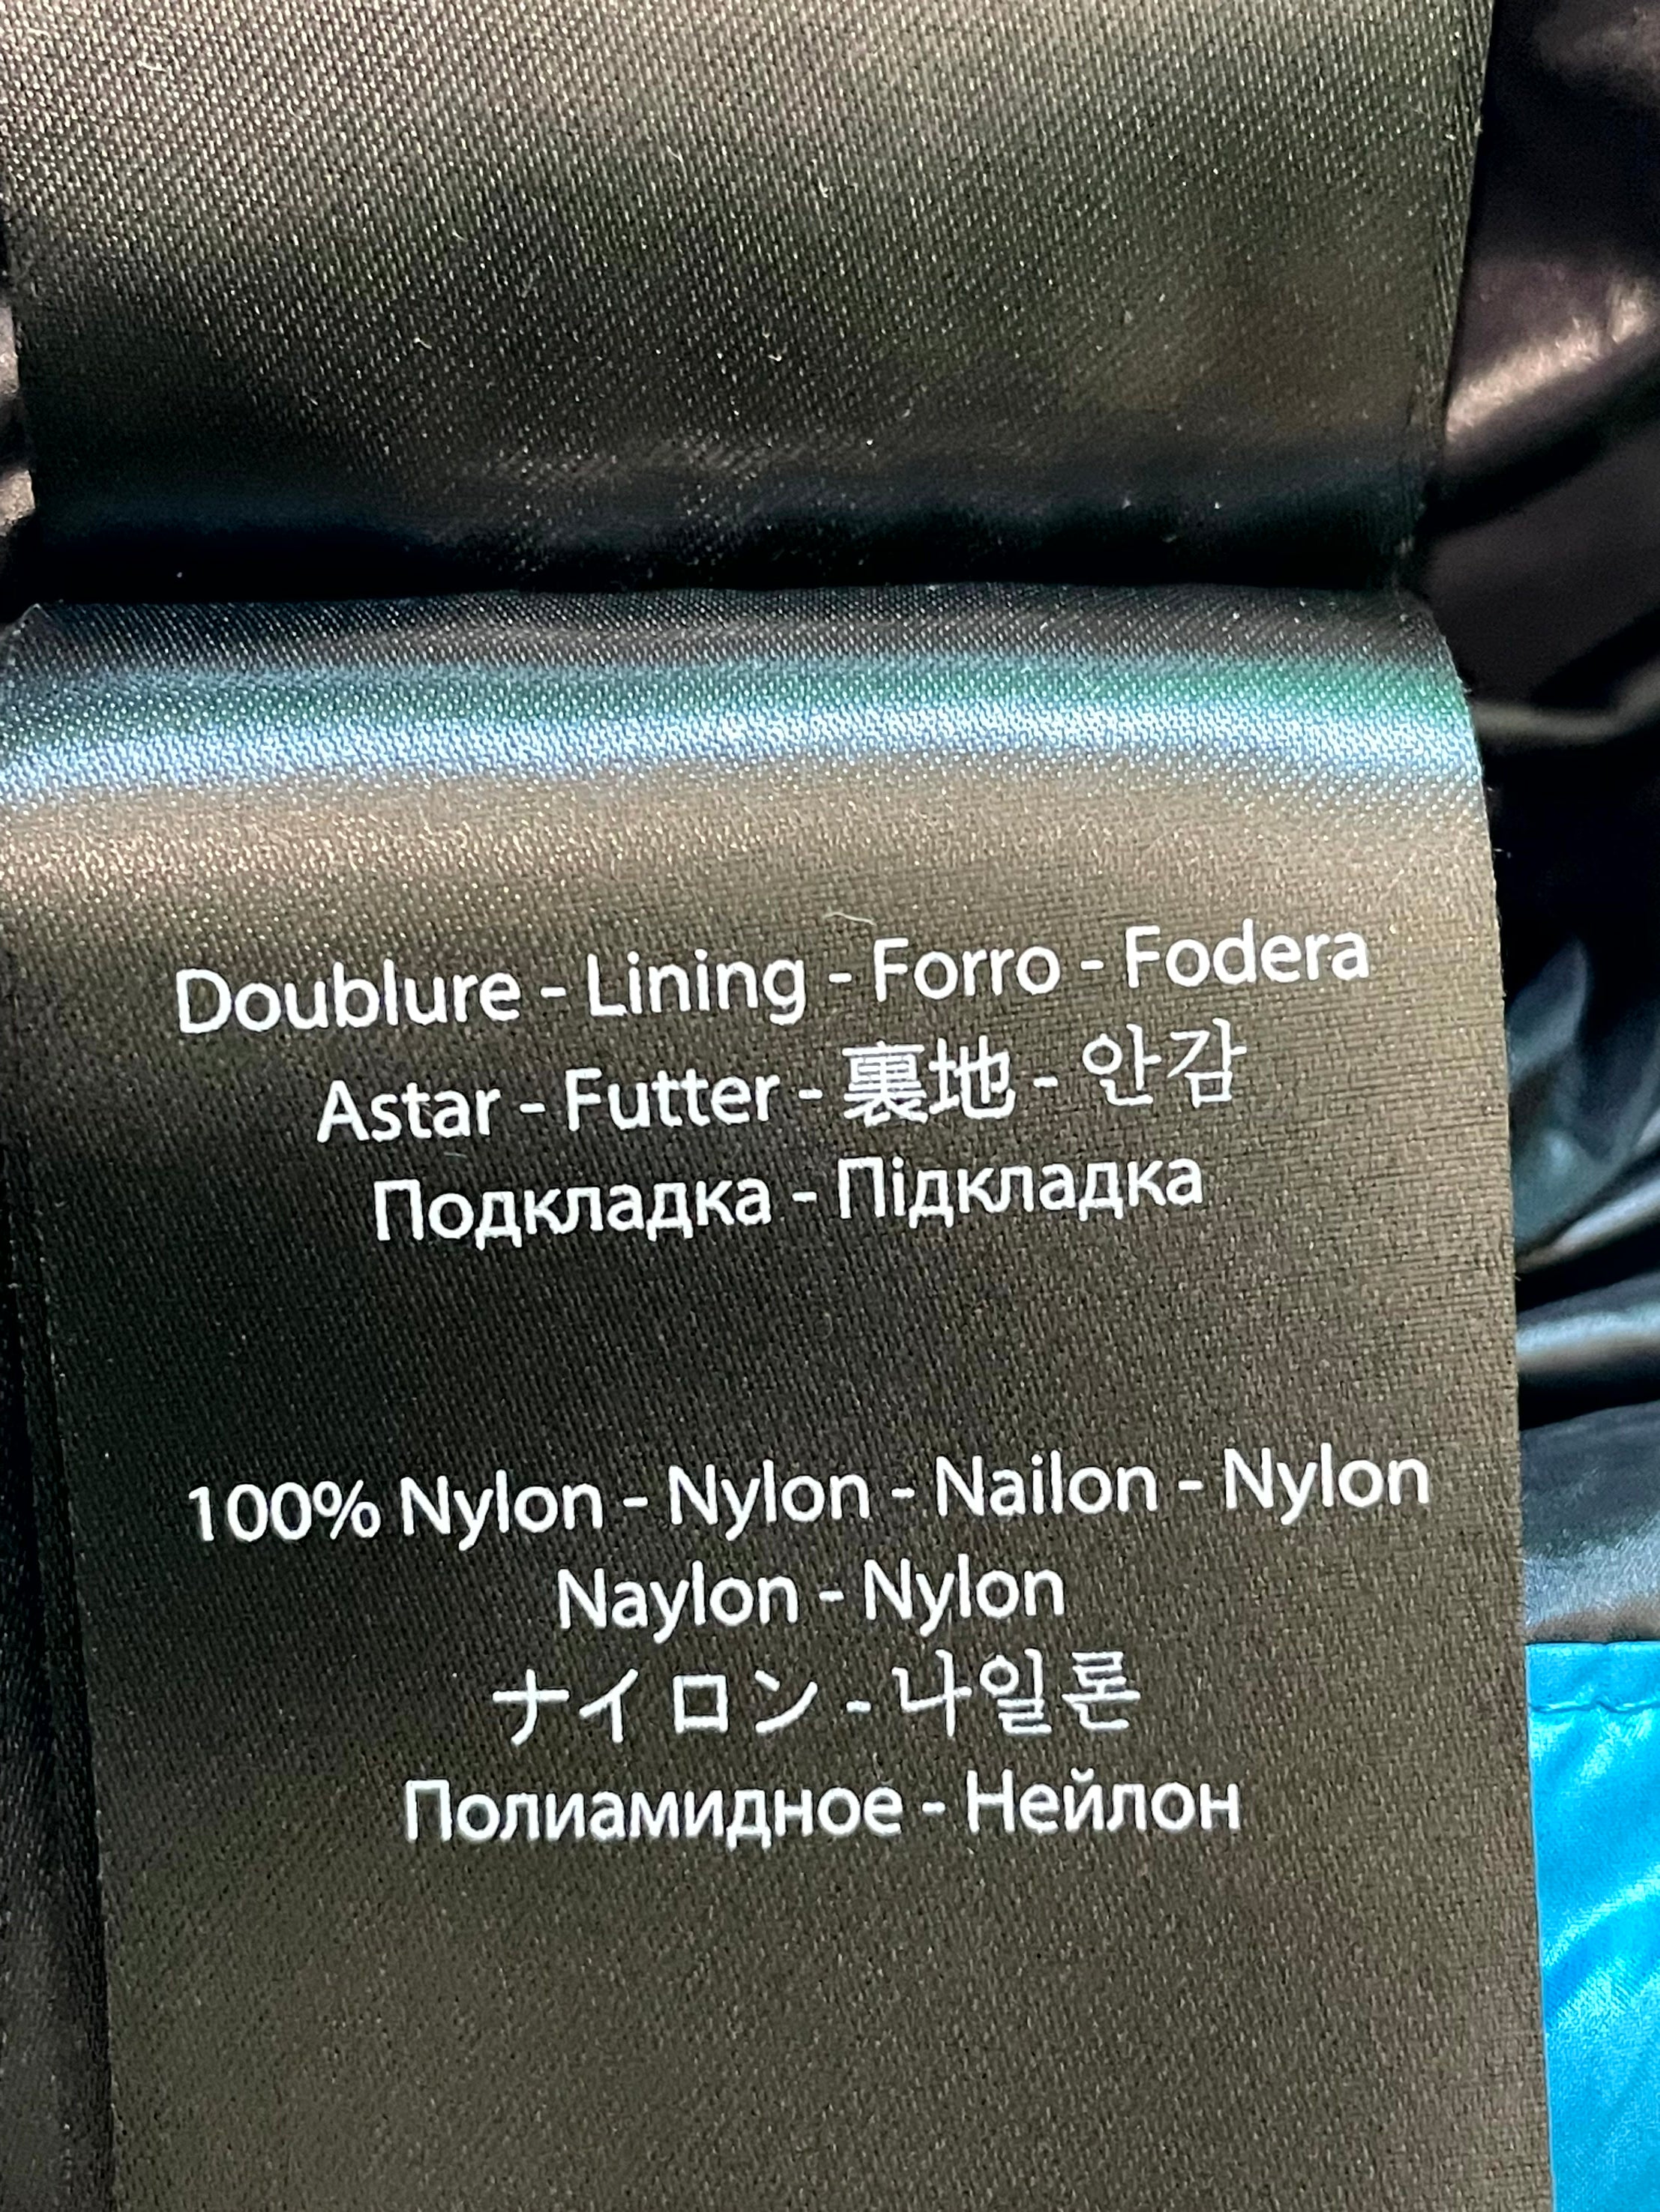 Doublure - Lining - Forro - Fodera
Astar - Futter - 裏地 - 안감
Подкладка - Підкладка
100% Nylon - Nylon - Nailon - Nylon
Naylon - Nylon
ナイロン - 나일론
Полиамидное - Нейлон